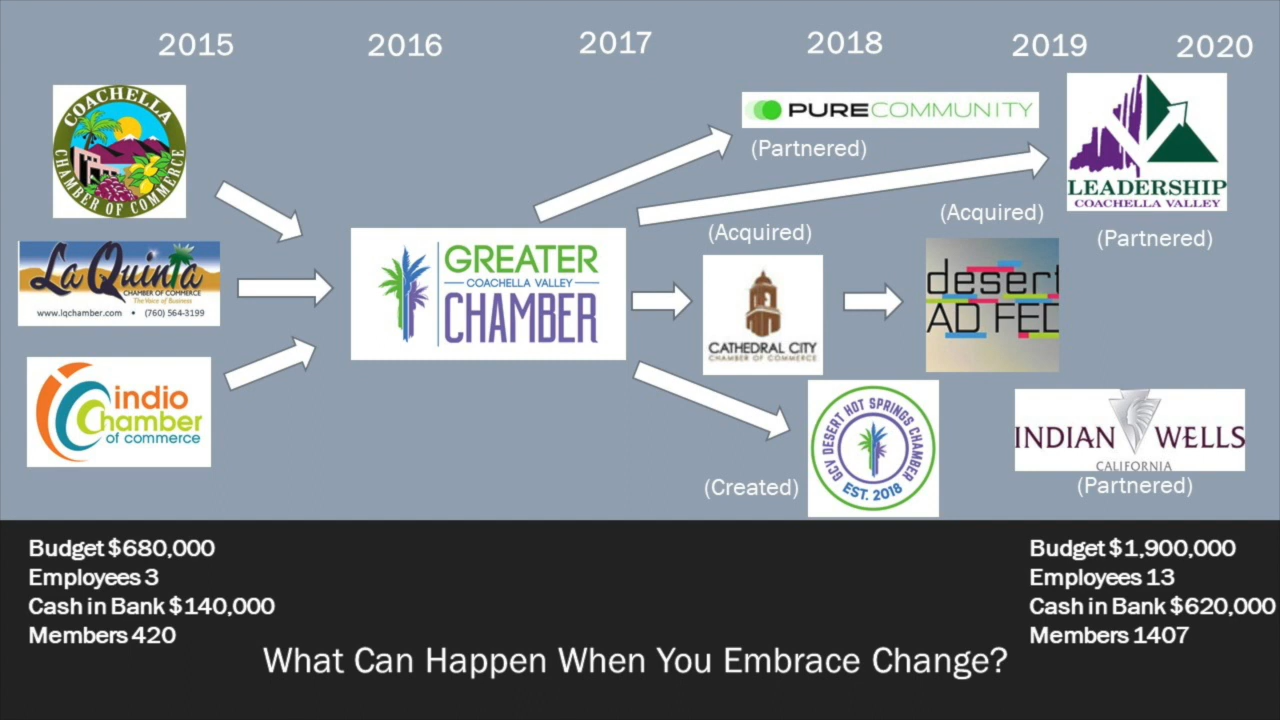 2015
2016
2017
2018
2019
2020
COACHELLA
CHAMBER OF COMMERCE
La Quinta
CHAMBER OF COMMERCE
The Voice of Business
www.lqchamber.com • (760) 564-3199
indio
Chamber
of commerce
GREATER
COACHELLA VALLEY
CHAMBER
PURECOMMUNITY
(Partnered)
LEADERSHIP
COACHELLA VALLEY
(Partnered)
(Acquired)
CATHEDRAL CITY
CHAMBER OF COMMERCE
(Acquired)
desert
AD FED
GCV DESERT HOT SPRINGS CHAMBER
EST. 2018
(Created)
INDIAN WELLS
CALIFORNIA
(Partnered)
Budget $680,000
Employees 3
Cash in Bank $140,000
Members 420
Budget $1,900,000
Employees 13
Cash in Bank $620,000
Members 1407
What Can Happen When You Embrace Change?